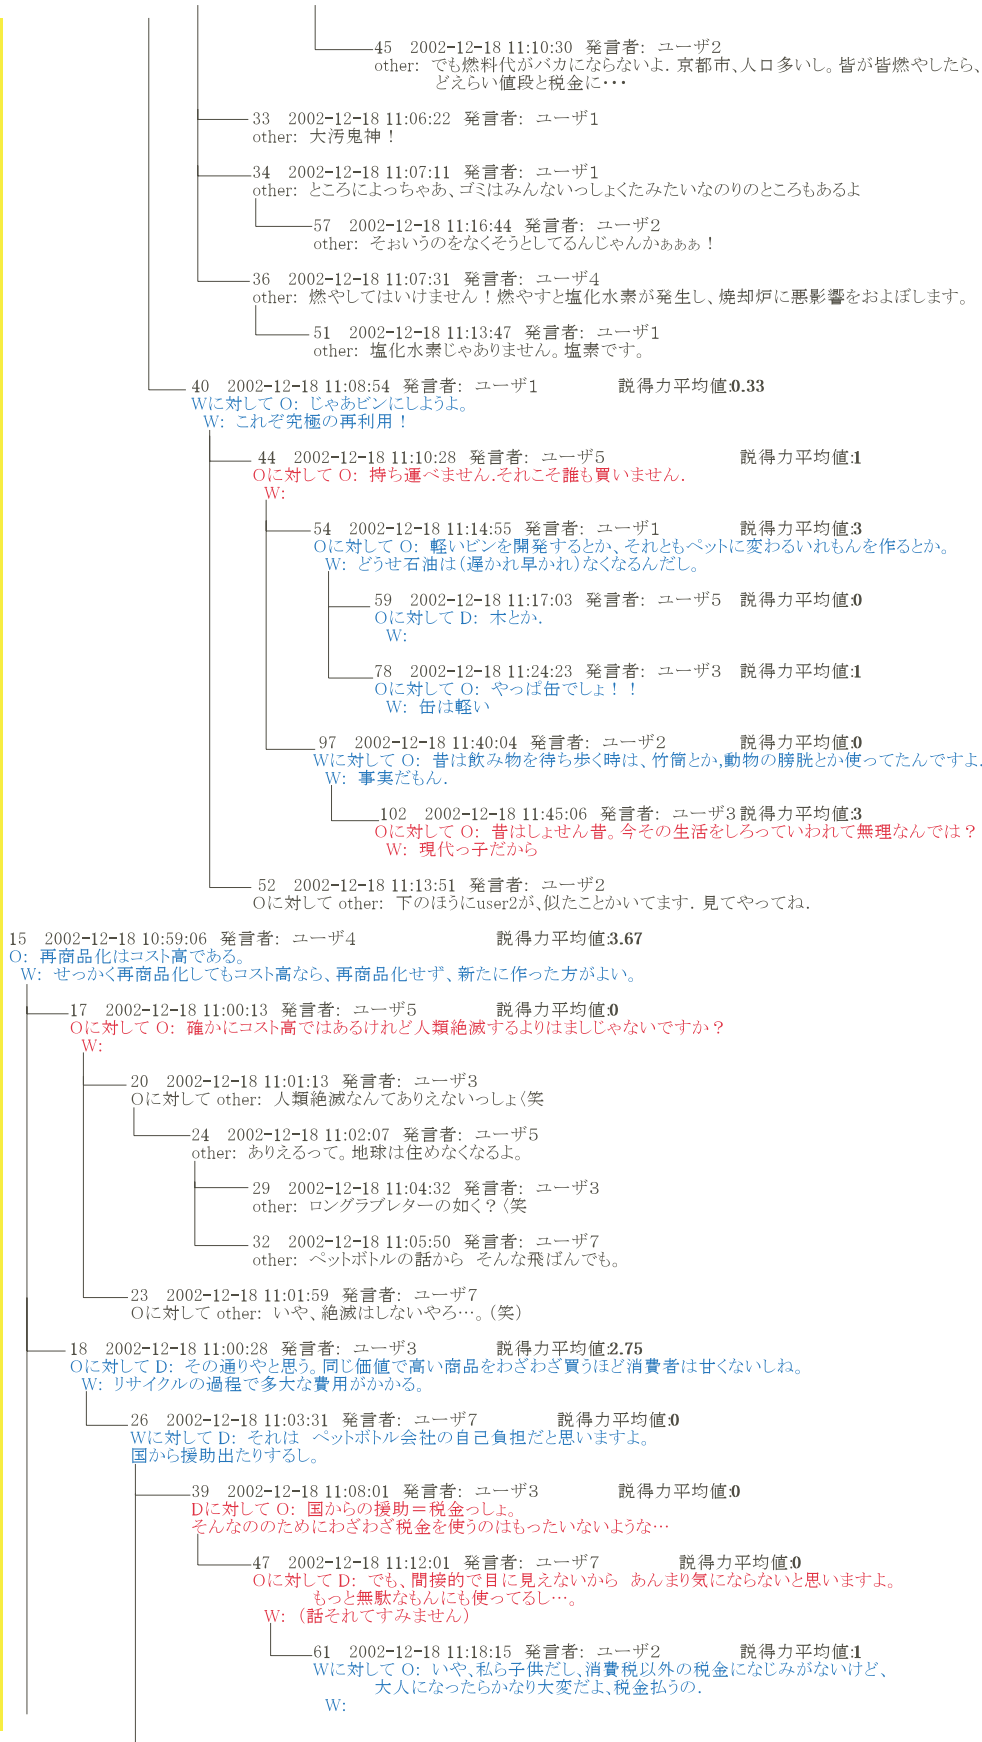 45 2002-12-18 11:10:30 発言者: ユーザ2
other: でも燃料代がバカにならないよ. 京都市、人口多いし。皆が皆燃やしたら、
どえらい値段と税金に・・・
33 2002-12-18 11:06:22 発言者: ユーザ1
other: 大汚鬼神！
34 2002-12-18 11:07:11 発言者: ユーザ1
other: ところによっちゃあ、ゴミはみんないっしょくたみたいなのりのところもあるよ
57 2002-12-18 11:16:44 発言者: ユーザ2
other: そぉいうのをなくそうとしてるんじゃんかぁぁぁ！
36 2002-12-18 11:07:31 発言者: ユーザ4
other: 燃やしてはいけません！燃やすと塩化水素が発生し、焼却炉に悪影響をおよぼします。
51 2002-12-18 11:13:47 発言者: ユーザ1
other: 塩化水素じゃありません。塩素です。
40 2002-12-18 11:08:54 発言者: ユーザ1 説得力平均値:0.33
Wに対して O: じゃあビンにしようよ。
W: これぞ究極の再利用！
44 2002-12-18 11:10:28 発言者: ユーザ5 説得力平均値:1
Oに対して O: 持ち運べません.それこそ誰も買いません.
W:
54 2002-12-18 11:14:55 発言者: ユーザ1 説得力平均値:3
Oに対して O: 軽いビンを開発するとか、それともペットに変わるいれもんを作るとか。
W: どうせ石油は（遅かれ早かれ）なくなるんだし。
59 2002-12-18 11:17:03 発言者: ユーザ5 説得力平均値:0
Oに対して D: 木とか.
W:
78 2002-12-18 11:24:23 発言者: ユーザ3 説得力平均値:1
Oに対して O: やっぱ缶でしょ！！
W: 缶は軽い
97 2002-12-18 11:40:04 発言者: ユーザ2 説得力平均値:0
Wに対して O: 昔は飲み物を待ち歩く時は、竹筒とか,動物の膀胱とか使ってたんですよ.
W: 事実だもん.
102 2002-12-18 11:45:06 発言者: ユーザ3 説得力平均値:3
Oに対して O: 昔はしょせん昔。今その生活をしろっていわれて無理なんでは？
W: 現代っ子だから
52 2002-12-18 11:13:51 発言者: ユーザ2
Oに対して other: 下のほうにuser2が、似たことかいてます. 見てやってね.
15 2002-12-18 10:59:06 発言者: ユーザ4 説得力平均値:3.67
O: 再商品化はコスト高である。
W: せっかく再商品化してもコスト高なら、再商品化せず、新たに作った方がよい。
17 2002-12-18 11:00:13 発言者: ユーザ5 説得力平均値:0
Oに対して O: 確かにコスト高ではあるけれど人類絶滅するよりはましじゃないですか？
W:
20 2002-12-18 11:01:13 発言者: ユーザ3
Oに対して other: 人類絶滅なんてありえないっしょ〈笑
24 2002-12-18 11:02:07 発言者: ユーザ5
other: ありえるって。地球は住めなくなるよ。
29 2002-12-18 11:04:32 発言者: ユーザ3
other: ロングラブレターの如く？〈笑
32 2002-12-18 11:05:50 発言者: ユーザ7
other: ペットボトルの話から そんな飛ばんでも。
23 2002-12-18 11:01:59 発言者: ユーザ7
Oに対して other: いや、絶滅はしないやろ…。（笑）
18 2002-12-18 11:00:28 発言者: ユーザ3 説得力平均値:2.75
Oに対して D: その通りやと思う。同じ価値で高い商品をわざわざ買うほど消費者は甘くないしね。
W: リサイクルの過程で多大な費用がかかる。
26 2002-12-18 11:03:31 発言者: ユーザ7 説得力平均値:0
Wに対して D: それは ペットボトル会社の自己負担だと思いますよ。
国から援助出たりするし。
39 2002-12-18 11:08:01 発言者: ユーザ3 説得力平均値:0
Dに対して O: 国からの援助＝税金っしょ。
そんなののためにわざわざ税金を使うのはもったいないような…
47 2002-12-18 11:12:01 発言者: ユーザ7 説得力平均値:0
Oに対して D: でも、間接的で目に見えないから あんまり気にならないと思いますよ。
もっと無駄なもんにも使ってるし…。
W: （話それてすみません）
61 2002-12-18 11:18:15 発言者: ユーザ2 説得力平均値:1
Wに対して O: いや、私ら子供だし、消費税以外の税金になじみがないけど、
大人になったらかなり大変だよ、税金払うの.
W: